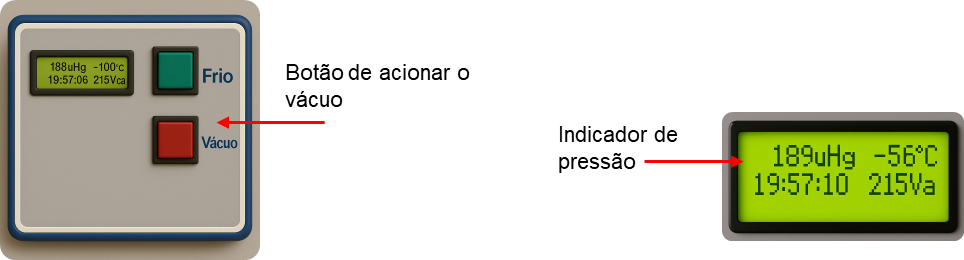 188uHg -100°C
19:57:06 215Vca
Frio
Vácuo
Botão de acionar o
vácuo
Indicador de
pressão
189uHg -56°C
19:57:10 215Va